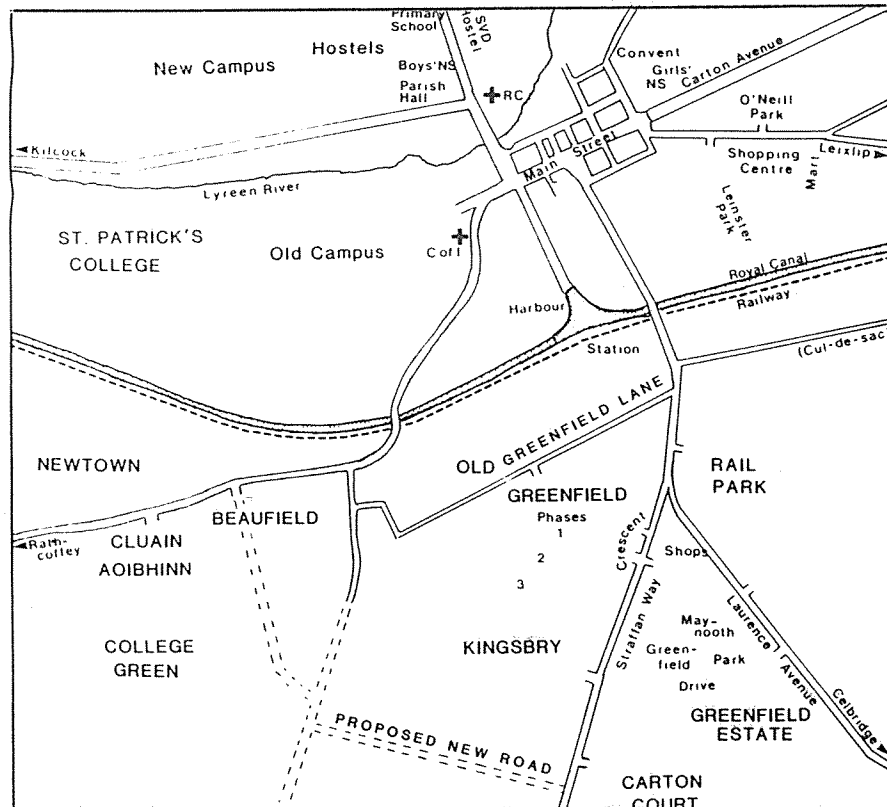 Primary
School
SVD
Hostel
Hostels
New Campus
Boys'NS
Parish
Hall
RC
Convent
Girls'
NS
Carton Avenue
O'Neill
Park
Kilcock
Main Street
Shopping
Centre
Mart
Leixlip
Lyreen River
Leinster
Park
ST. PATRICK'S
COLLEGE
Old Campus
CofI
Royal Canal
Harbour
Railway
Station
(Cul-de-sac)
NEWTOWN
OLD GREENFIELD LANE
RAIL
PARK
GREENFIELD
Phases
1
2
3
BEAUFIELD
Rath-
coffey
CLUAIN
AOIBHINN
Crescent
Shops
COLLEGE
GREEN
KINGSBRY
Straffan Way
May-
nooth
Green-
field
Park
Drive
Laurence
Avenue
Celbridge
GREENFIELD
ESTATE
PROPOSED NEW ROAD
CARTON
COURT